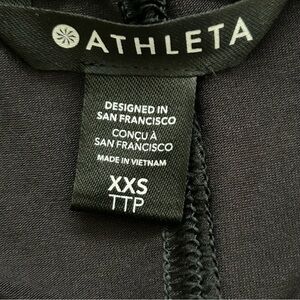 ATHLETA
DESIGNED IN
SAN FRANCISCO
CONÇU À
SAN FRANCISCO
MADE IN VIETNAM
XXS
TTP